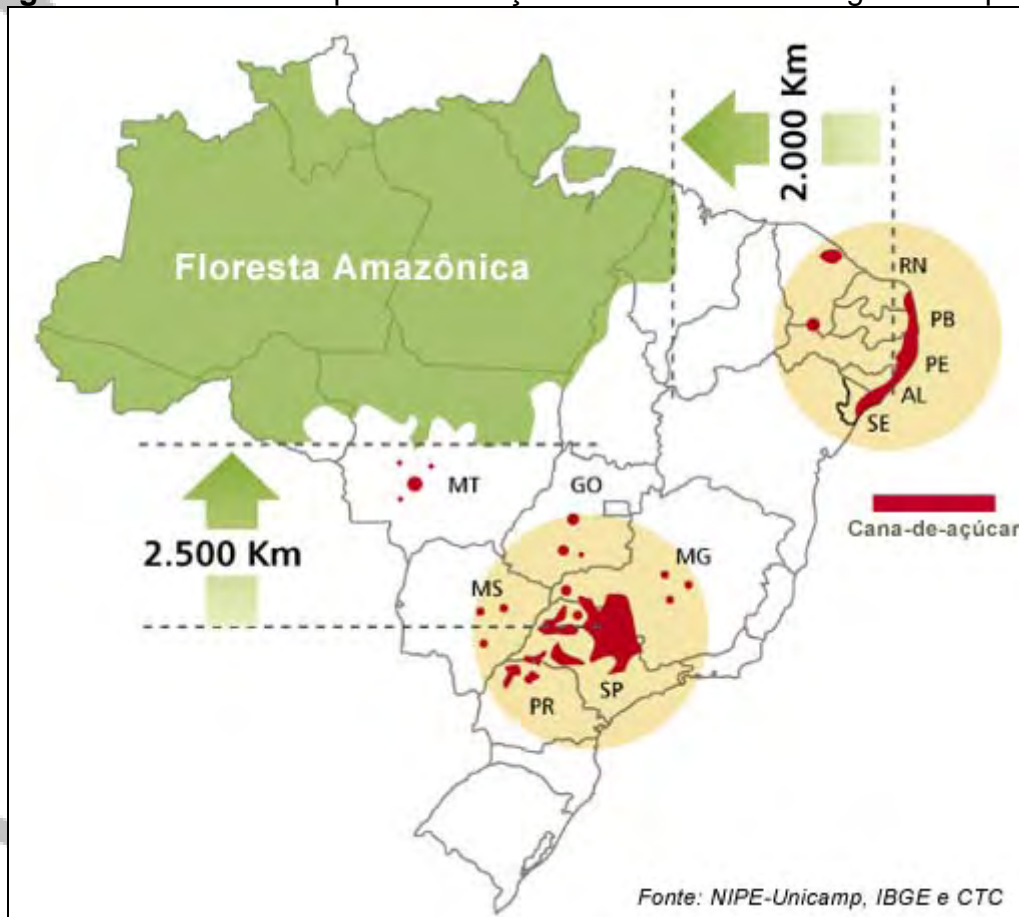 2.000 Km
Floresta Amazônica
RN
PB
PE
AL
SE
MT
GO
Cana-de-açúcar
2.500 Km
MG
MS
SP
PR
Fonte: NIPE-Unicamp, IBGE e CTC